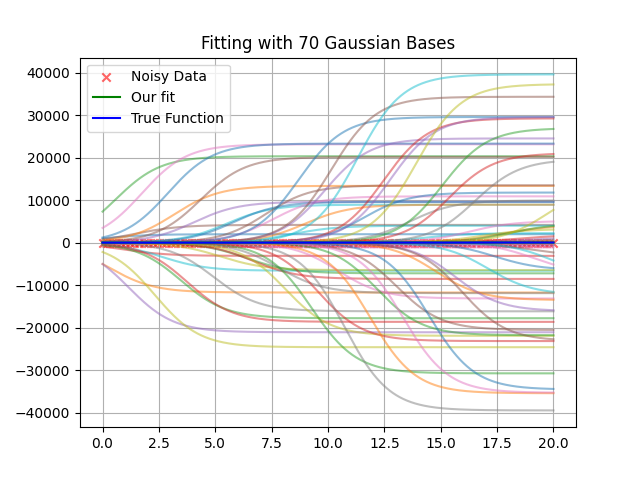 Fitting with 70 Gaussian Bases
Noisy Data
Our fit
True Function
40000
30000
20000
10000
0
−10000
−20000
−30000
−40000
0.0 2.5 5.0 7.5 10.0 12.5 15.0 17.5 20.0